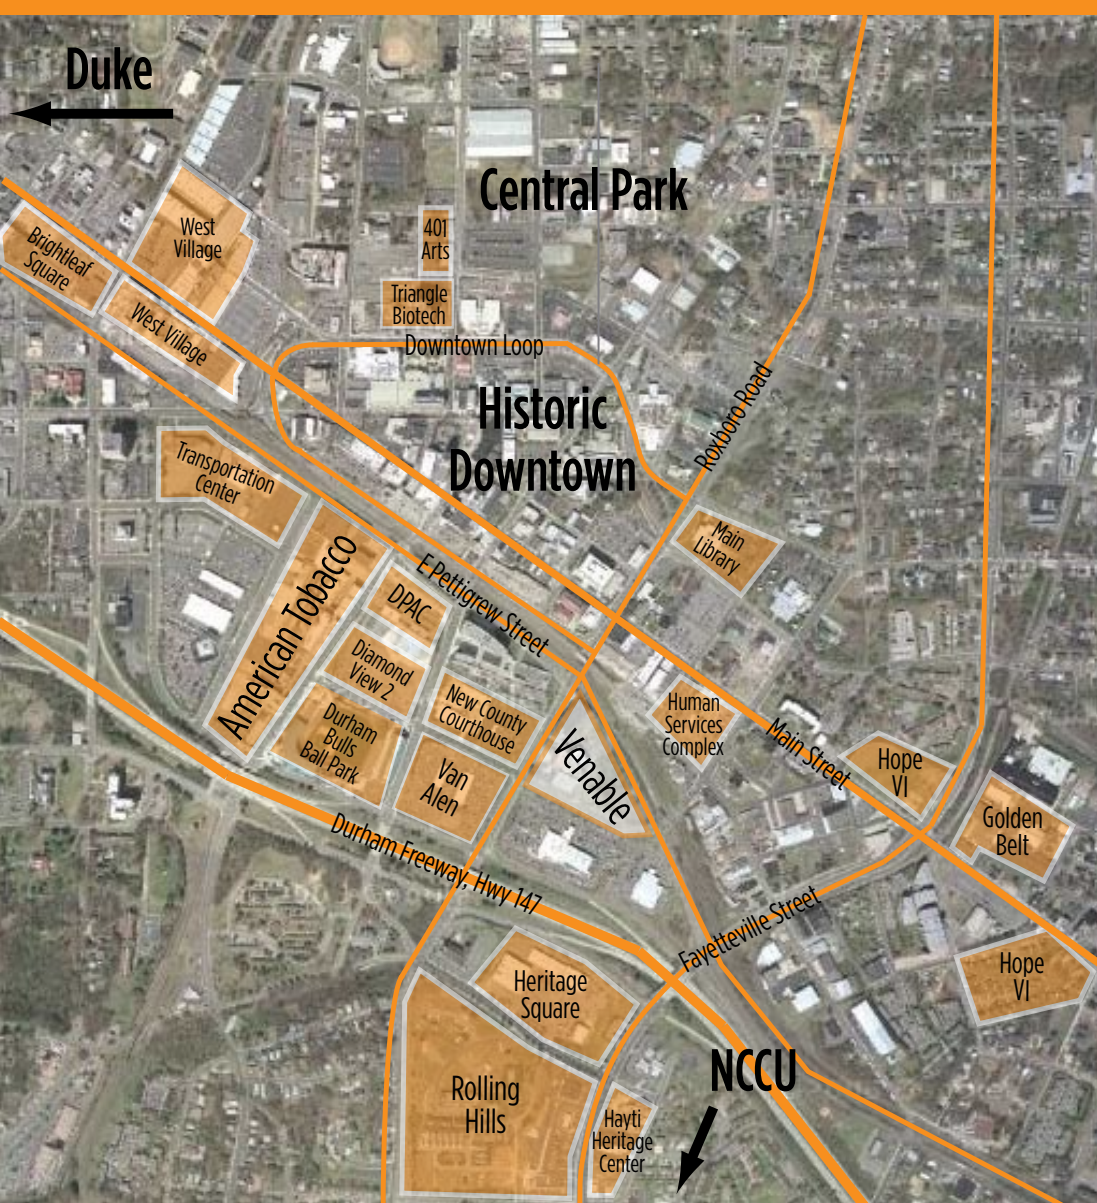 Duke
Central Park
West
Village
401
Arts
Brightleaf
Square
Triangle
Biotech
West Village
Downtown Loop
Historic
Downtown
Roxboro Road
Transportation
Center
Main
Library
American Tobacco
E Pettigrew Street
DPAC
Diamond
View 2
New County
Courthouse
Human
Services
Complex
Durham
Bulls
Ball Park
Venable
Main Street
Van
Alen
Hope
VI
Golden
Belt
Durham Freeway, Hwy 147
Fayetteville Street
Heritage
Square
Hope
VI
NCCU
Rolling
Hills
Hayti
Heritage
Center